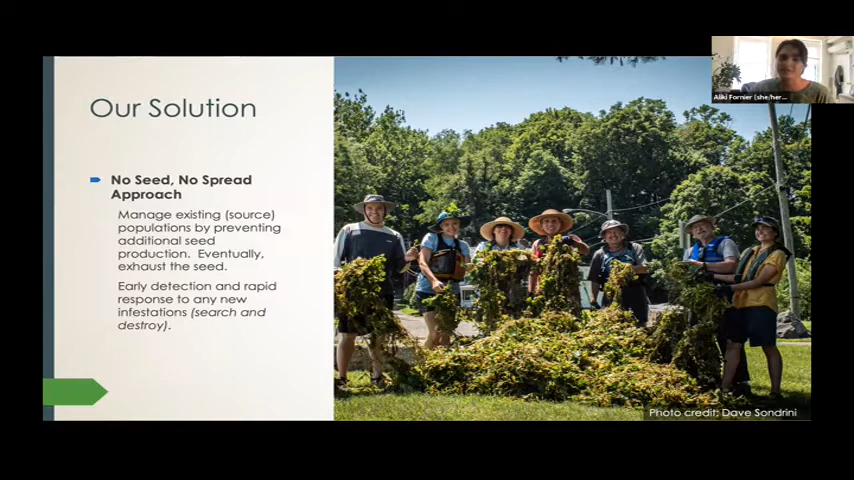 Our Solution
No Seed, No Spread
Approach
Manage existing (source)
populations by preventing
additional seed
production. Eventually,
exhaust the seed.
Early detection and rapid
response to any new
infestations (search and
destroy).
Photo credit: Dave Sondrini
Aliki Fornier (she/her...